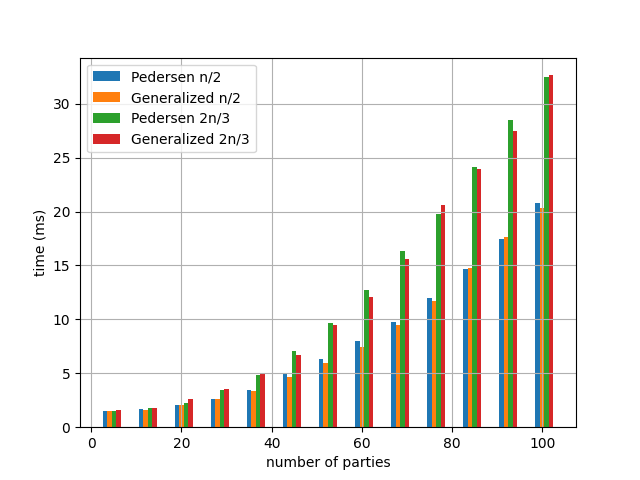 Pedersen n/2
Generalized n/2
Pedersen 2n/3
Generalized 2n/3
30
25
20
15
10
5
0
time (ms)
0 20 40 60 80 100
number of parties